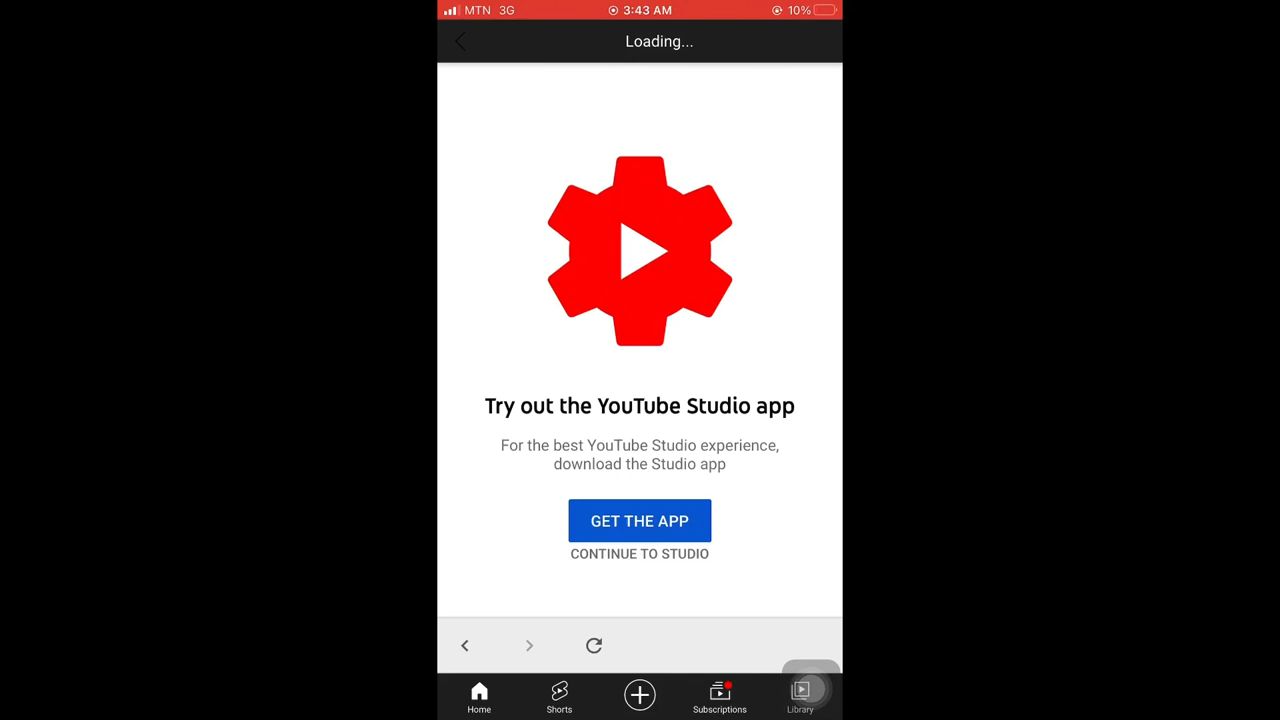 MTN 3G 3:43 AM 10%
Loading...
Try out the YouTube Studio app
For the best YouTube Studio experience,
download the Studio app
GET THE APP
CONTINUE TO STUDIO
Home Shorts Subscriptions Library